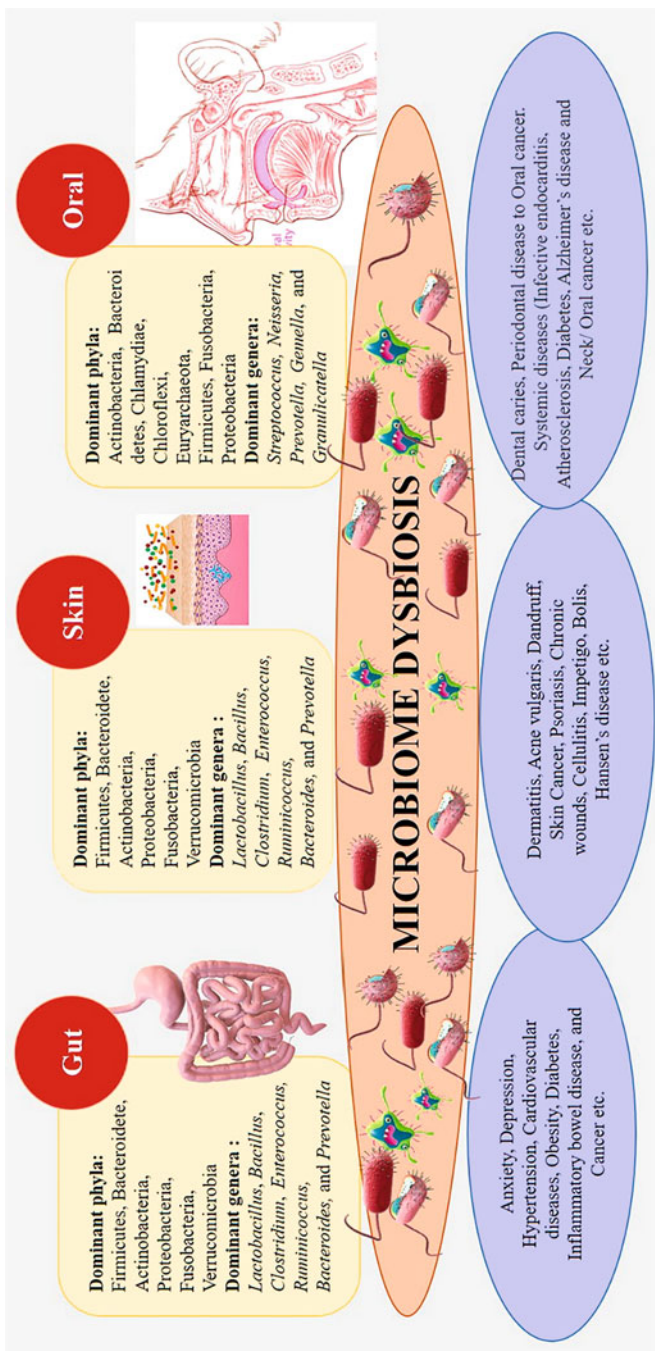 Gut
Dominant phyla:
Firmicutes, Bacteroidete,
Actinobacteria,
Proteobacteria,
Fusobacteria,
Verrucomicrobia
Dominant genera :
Lactobacillus, Bacillus,
Clostridium, Enterococcus,
Ruminicoccus,
Bacteroides, and Prevotella
Skin
Dominant phyla:
Firmicutes, Bacteroidete,
Actinobacteria,
Proteobacteria,
Fusobacteria,
Verrucomicrobia
Dominant genera :
Lactobacillus, Bacillus,
Clostridium, Enterococcus,
Ruminicoccus,
Bacteroides, and Prevotella
Oral
Dominant phyla:
Actinobacteria, Bacteroi
detes, Chlamydiae,
Chloroflexi,
Euryarchaeota,
Firmicutes, Fusobacteria,
Proteobacteria
Dominant genera:
Streptococcus, Neisseria,
Prevotella, Gemella, and
Granulicatella
ral
vity
MICROBIOME DYSBIOSIS
Anxiety, Depression,
Hypertension, Cardiovascular
diseases, Obesity, Diabetes,
Inflammatory bowel disease, and
Cancer etc.
Dermatitis, Acne vulgaris, Dandruff,
Skin Cancer, Psoriasis, Chronic
wounds, Cellulitis, Impetigo, Bolis,
Hansen's disease etc.
Dental caries, Periodontal disease to Oral cancer.
Systemic diseases (Infective endocarditis,
Atherosclerosis, Diabetes, Alzheimer's disease and
Neck/ Oral cancer etc.